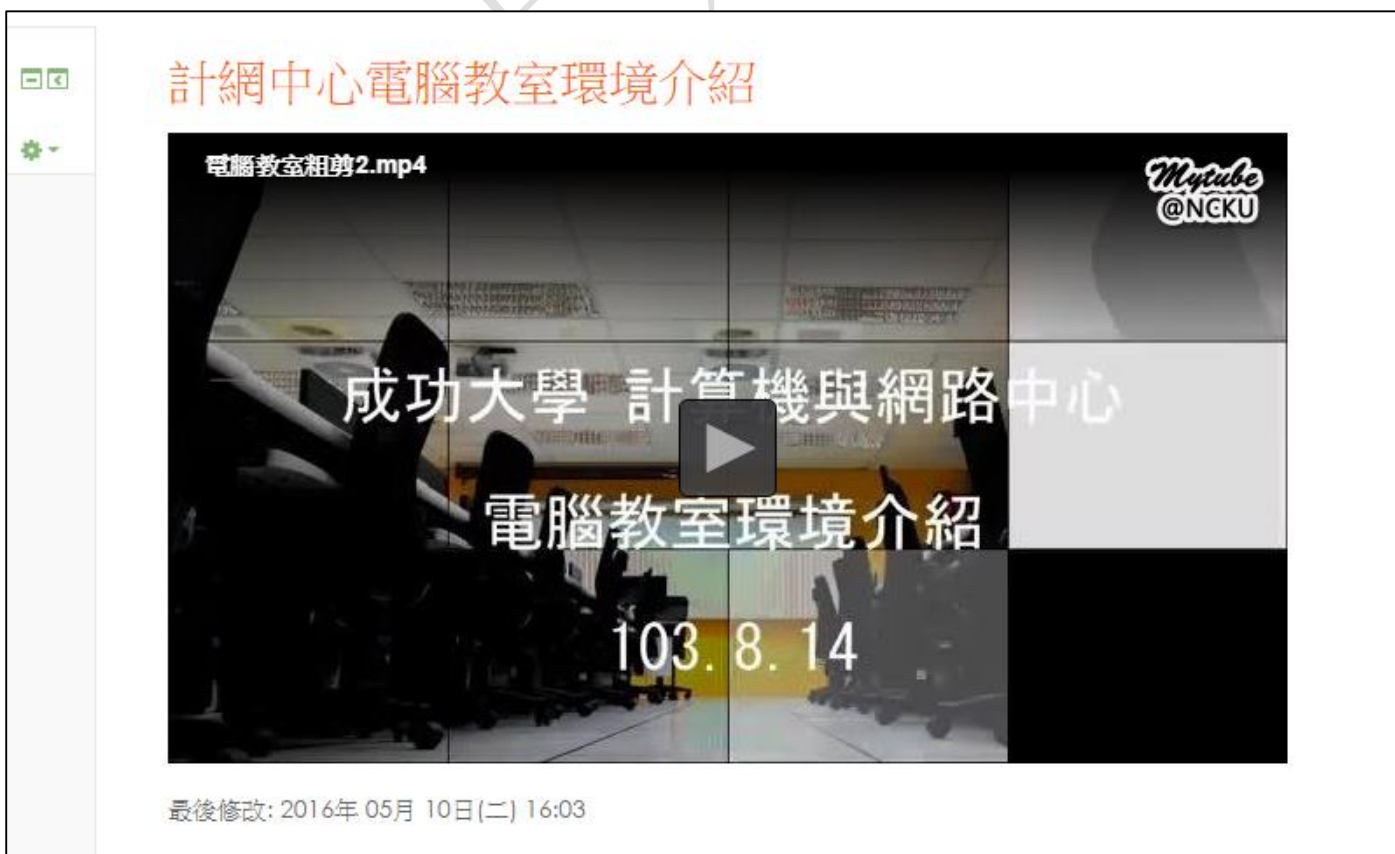 計網中心電腦教室環境介紹
電腦教室粗剪2.mp4
Mytube
@NCKU
成功大學 計算機與網路中心
電腦教室環境介紹
103.8.14
最後修改: 2016年 05月 10日(二) 16:03